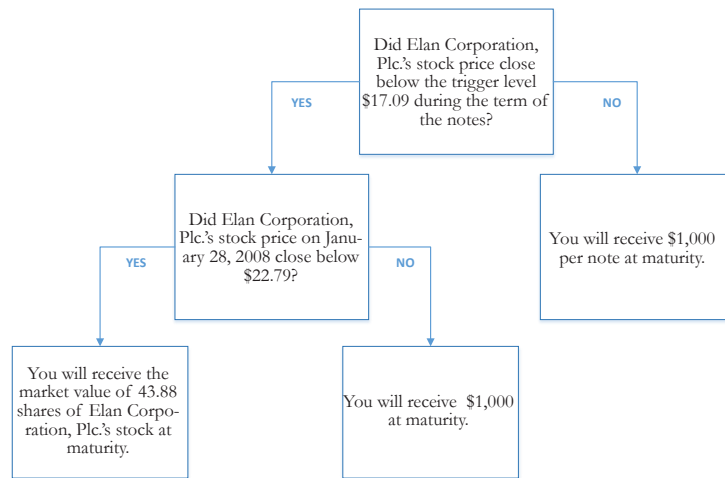 Did Elan Corporation,
Plc.'s stock price close
below the trigger level
$17.09 during the term of
the notes?
YES
NO
Did Elan Corporation,
Plc.'s stock price on Janu-
ary 28, 2008 close below
$22.79?
You will receive $1,000
per note at maturity.
YES
NO
You will receive the
market value of 43.88
shares of Elan Corpo-
ration, Plc.'s stock at
maturity.
You will receive $1,000
at maturity.